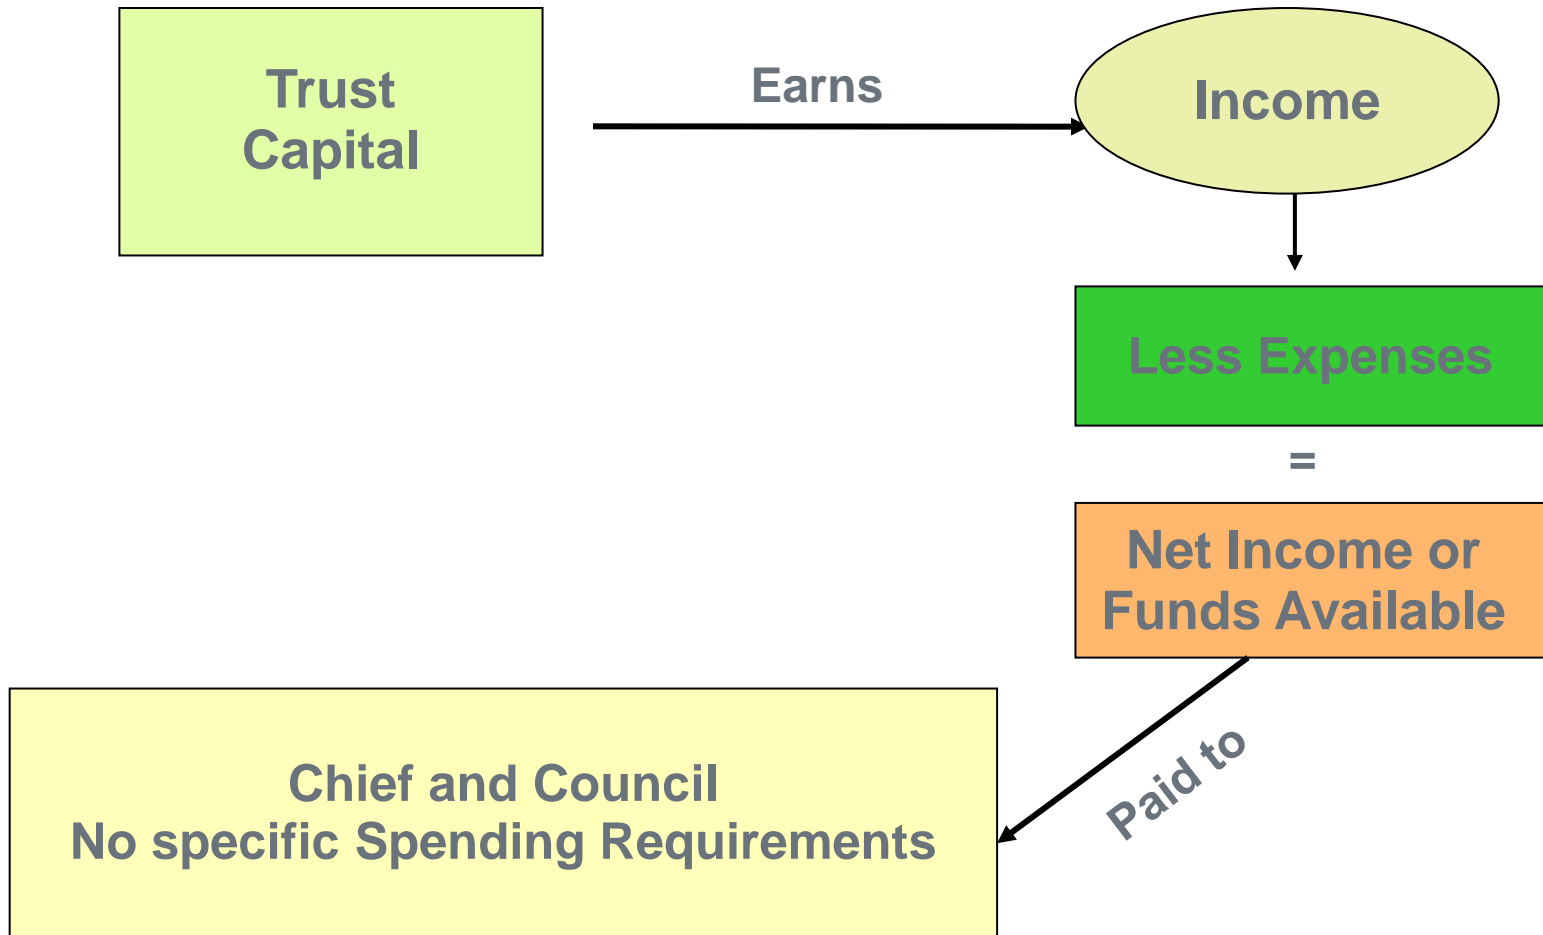 Trust
Capital
Earns
Income
Less Expenses
=
Net Income or
Funds Available
Paid to
Chief and Council
No specific Spending Requirements